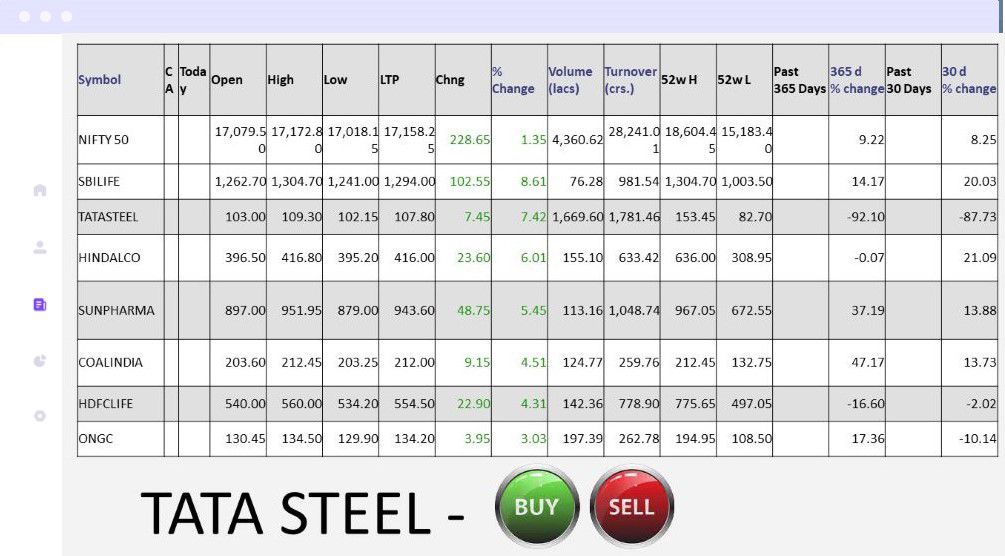 Symbol C A Toda y Open High Low LTP Chng % Change Volume (lacs) Turnover (crs.) 52w H 52w L Past 365 Days 365 d % change Past 30 Days 30 d % change
NIFTY 50 17,079.50 17,172.80 17,018.15 17,158.25 228.65 1.35 4,360.62 28,241.01 18,604.45 15,183.40 9.22 8.25
SBILIFE 1,262.70 1,304.70 1,241.00 1,294.00 102.55 8.61 76.28 981.54 1,304.70 1,003.50 14.17 20.03
TATASTEEL 103.00 109.30 102.15 107.80 7.45 7.42 1,669.60 1,781.46 153.45 82.70 -92.10 -87.73
HINDALCO 396.50 416.80 395.20 416.00 23.60 6.01 155.10 633.42 636.00 308.95 -0.07 21.09
SUNPHARMA 897.00 951.95 879.00 943.60 48.75 5.45 113.16 1,048.74 967.05 672.55 37.19 13.88
COALINDIA 203.60 212.45 203.25 212.00 9.15 4.51 124.77 259.76 212.45 132.75 47.17 13.73
HDFCLIFE 540.00 560.00 534.20 554.50 22.90 4.31 142.36 778.90 775.65 497.05 -16.60 -2.02
ONGC 130.45 134.50 129.90 134.20 3.95 3.03 197.39 262.78 194.95 108.50 17.36 -10.14
TATA STEEL - BUY SELL